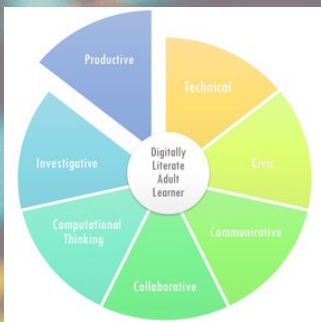 Productive
Technical
Investigative
Digitally
Literate
Adult
Learner
Civic
Computational
Thinking
Communicative
Collaborative